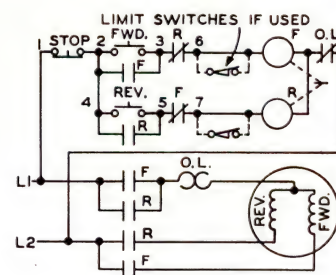 LIMIT SWITCHES IF USED
1 STOP 2 FWD. 3 R 6 F O.L.
F
4 REV. 5 F 7 R
R
L1 F O.L.
R
L2 R REV. FWD.
F